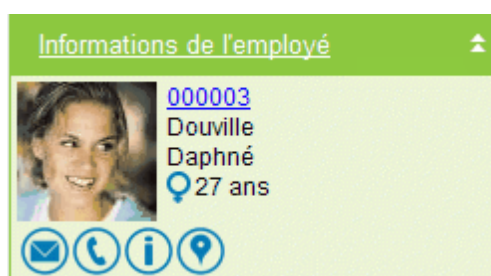 Informations de l'employé
000003
Douville
Daphné
27 ans